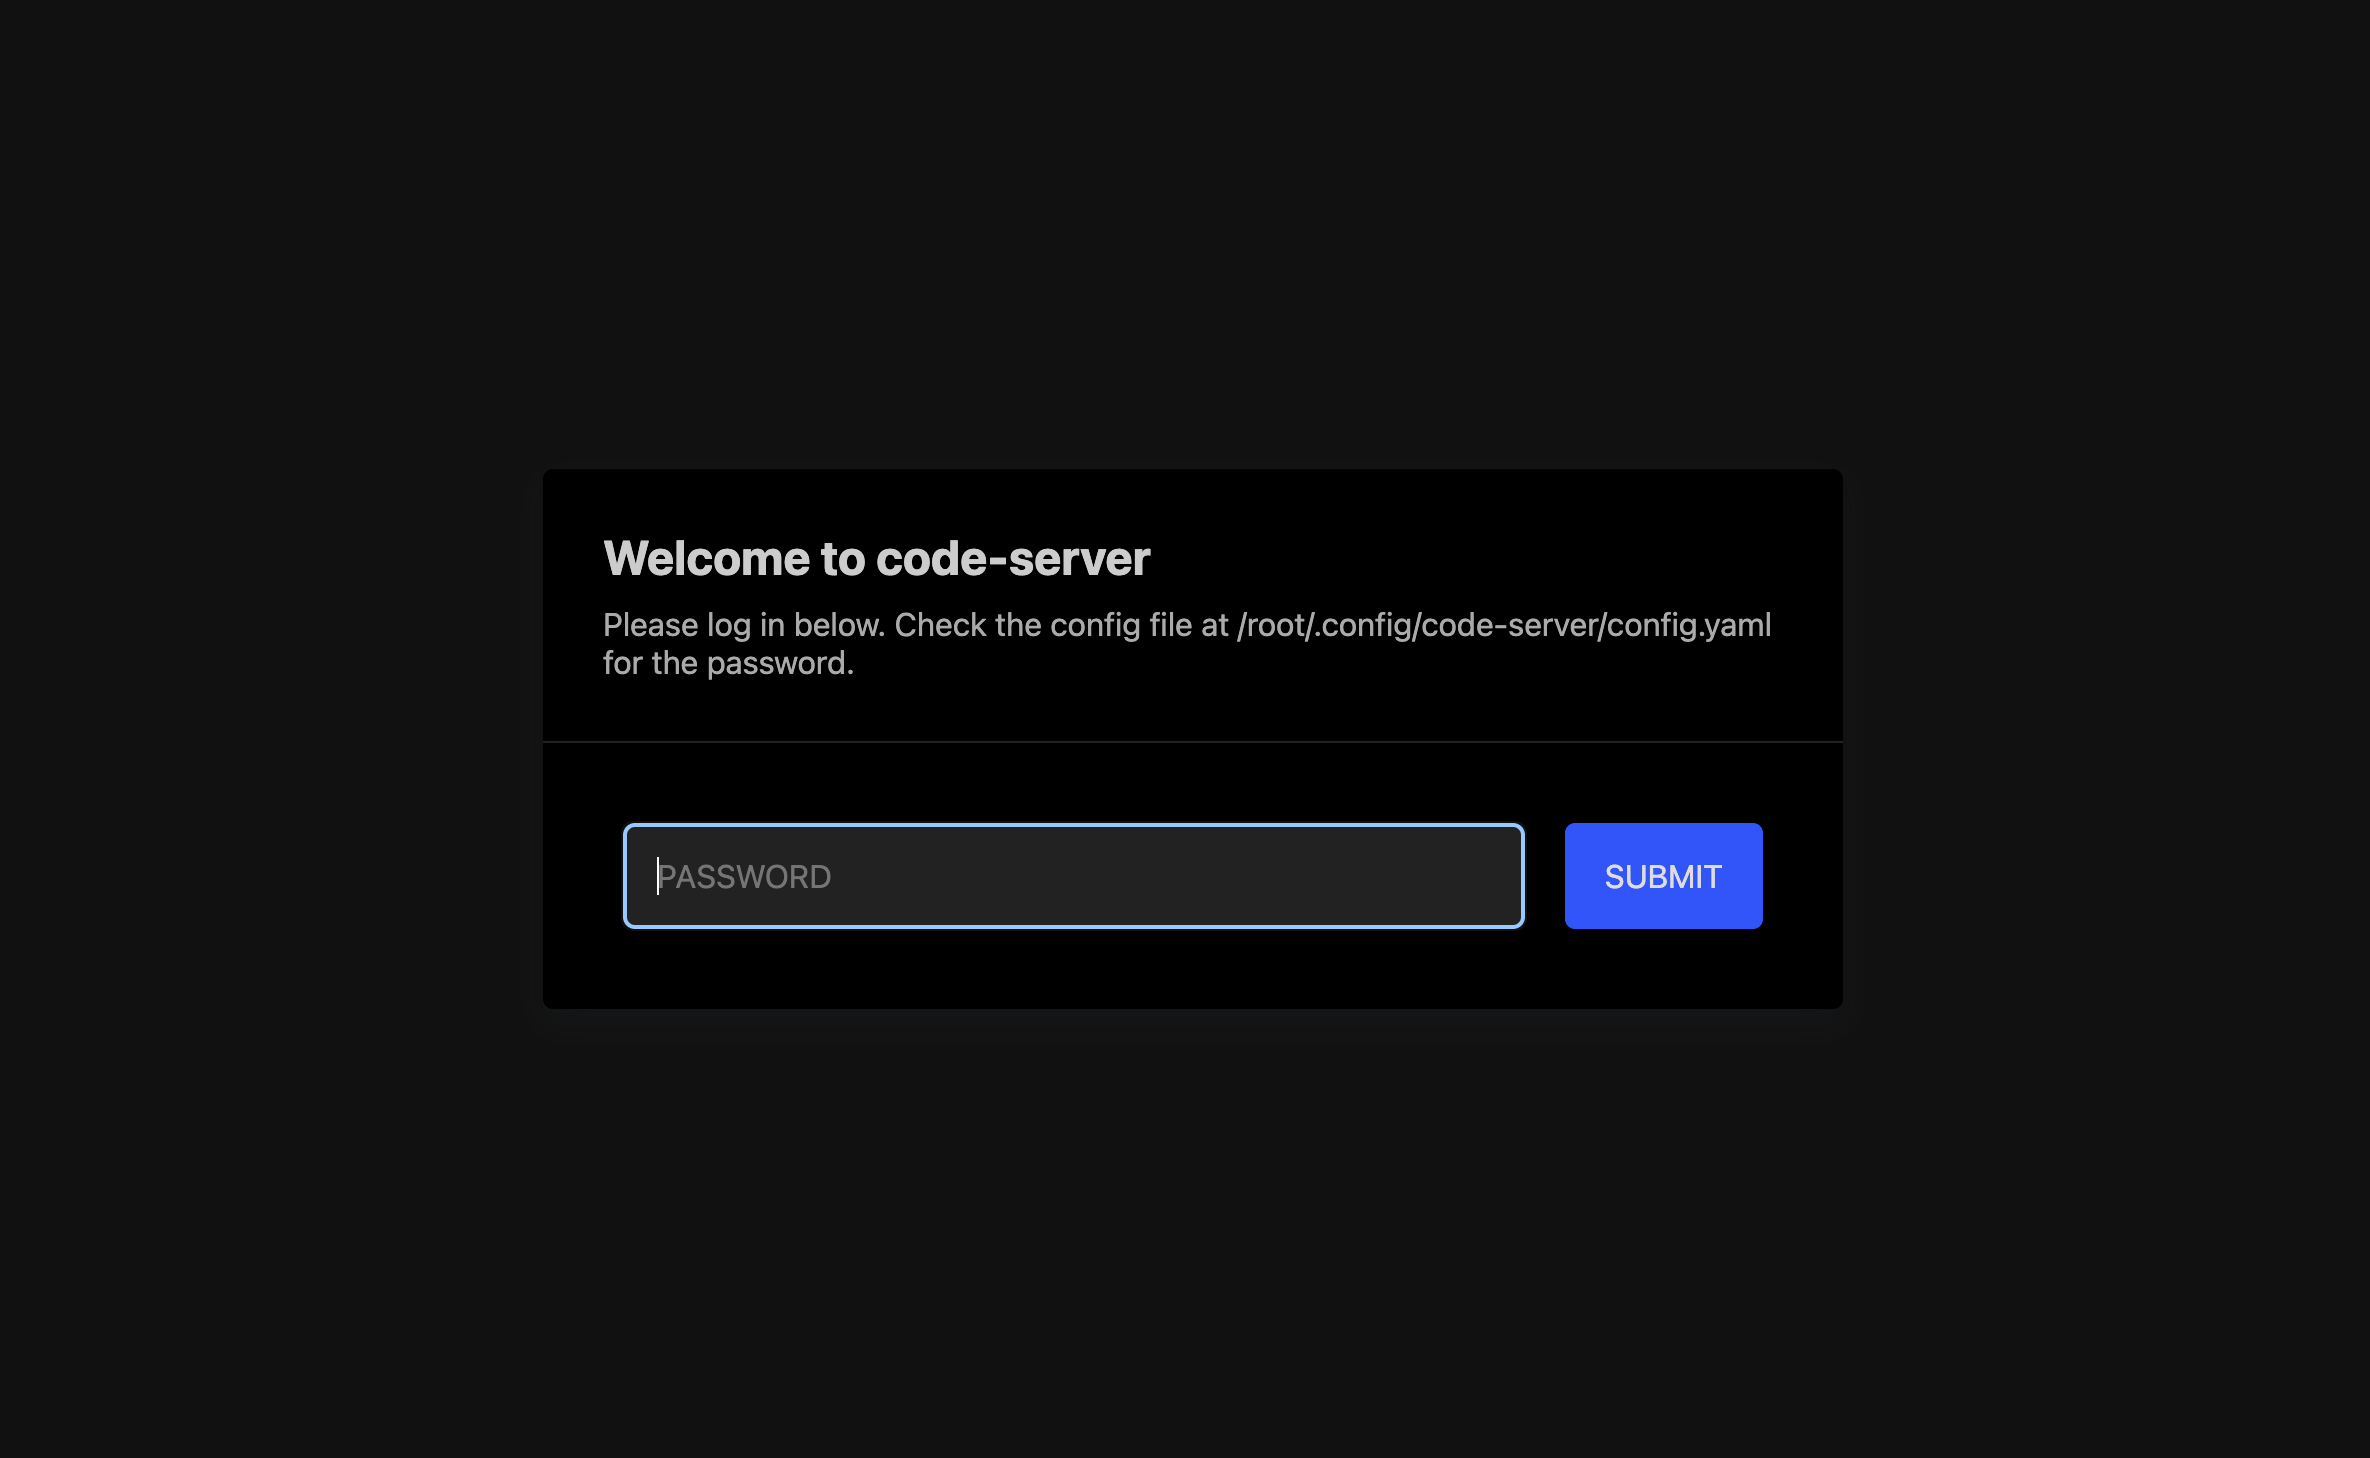 Welcome to code-server
Please log in below. Check the config file at /root/.config/code-server/config.yaml
for the password.
PASSWORD
SUBMIT